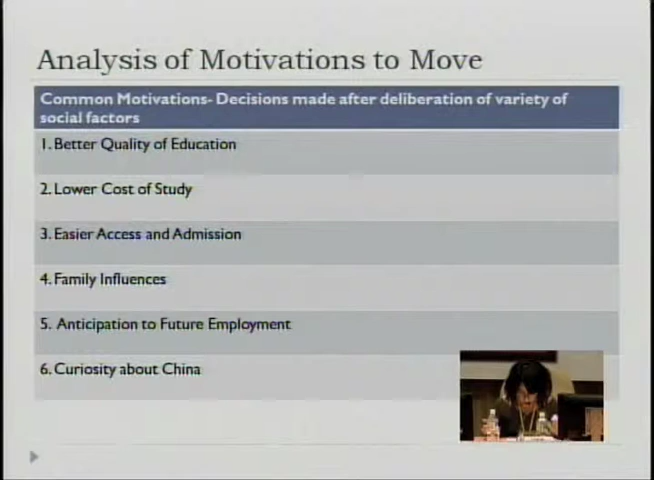 Analysis of Motivations to Move
Common Motivations- Decisions made after deliberation of variety of
social factors
1. Better Quality of Education
2. Lower Cost of Study
3. Easier Access and Admission
4. Family Influences
5. Anticipation to Future Employment
6. Curiosity about China